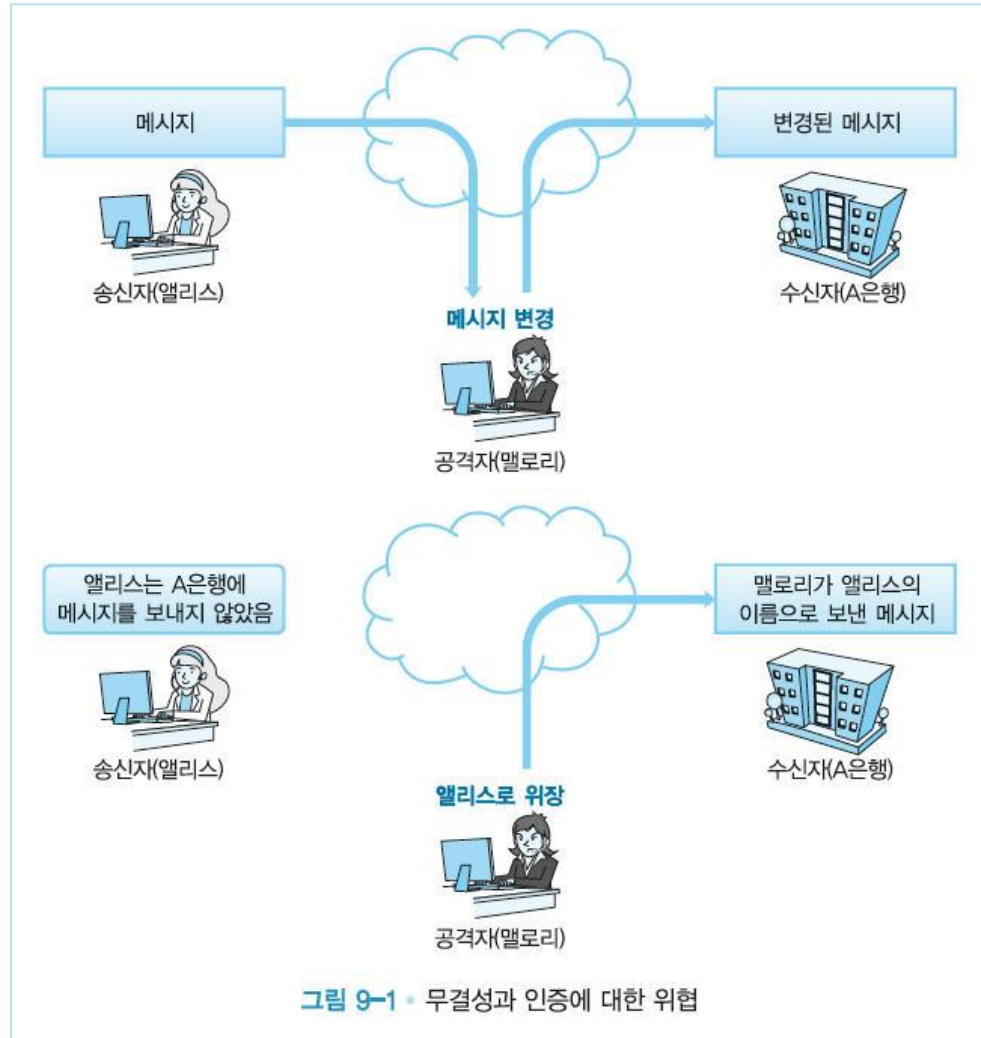 메시지
변경된 메시지
송신자(앨리스)
수신자(A은행)
메시지 변경
공격자(맬로리)
앨리스는 A은행에
메시지를 보내지 않았음
맬로리가 앨리스의
이름으로 보낸 메시지
송신자(앨리스)
수신자(A은행)
앨리스로 위장
공격자(맬로리)
그림 9-1 • 무결성과 인증에 대한 위협